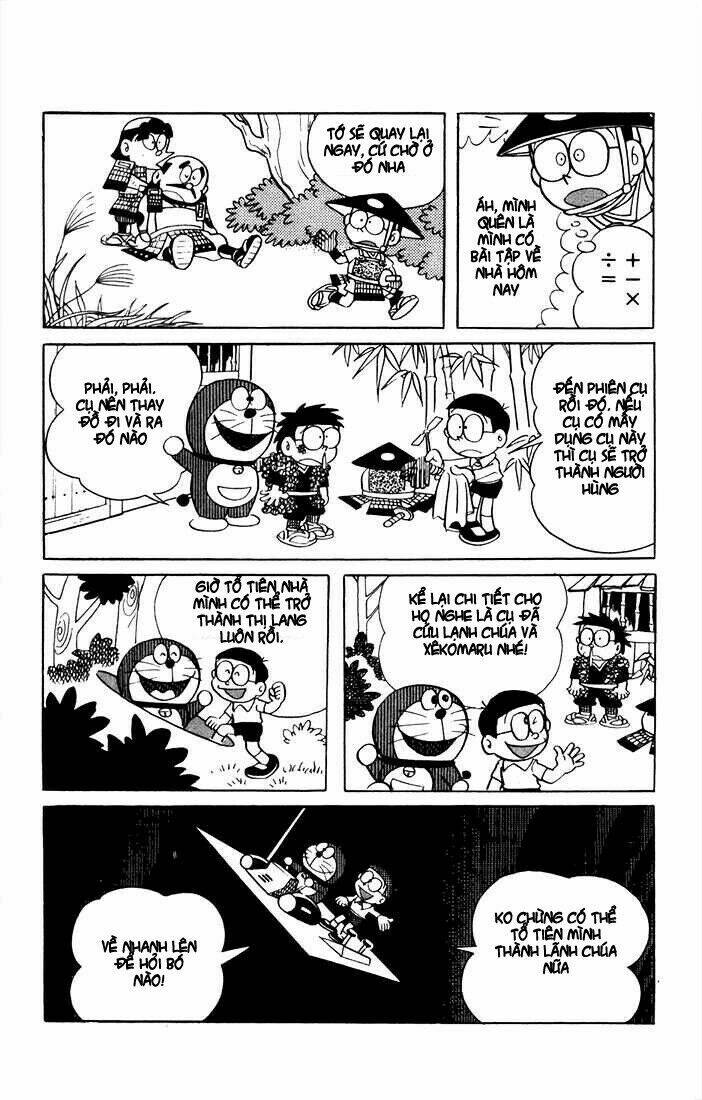 TỚ SẼ QUAY LẠI
NGAY, CỨ CHỜ Ở
ĐÓ NHA
ÁH, MÌNH
QUÊN LÀ
MÌNH CÓ
BÀI TẬP VỀ
NHÀ HÔM
NAY
÷ +
= −
×
PHẢI, PHẢI.
CỤ NÊN THAY
ĐỒ ĐI VÀ RA
ĐÓ NÀO
ĐẾN PHIÊN CỤ
RỒI ĐÓ. NẾU
CỤ CÓ MẤY
DỤNG CỤ NÀY
THÌ CỤ SẼ TRỞ
THÀNH NGƯỜI
HÙNG
GIỜ TỔ TIÊN NHÀ
MÌNH CÓ THỂ TRỞ
THÀNH THỊ LANG
LUÔN RỒI.
KỂ LẠI CHI TIẾT CHO
HỌ NGHE LÀ CỤ ĐÃ
CỨU LẠNH CHÚA VÀ
XÊKOMARU NHÉ!
VỀ NHANH LÊN
ĐỂ HỎI BÓ
NÀO!
KO CHỪNG CÓ THỂ
TỔ TIÊN MÌNH
THÀNH LÃNH CHÚA
NỮA